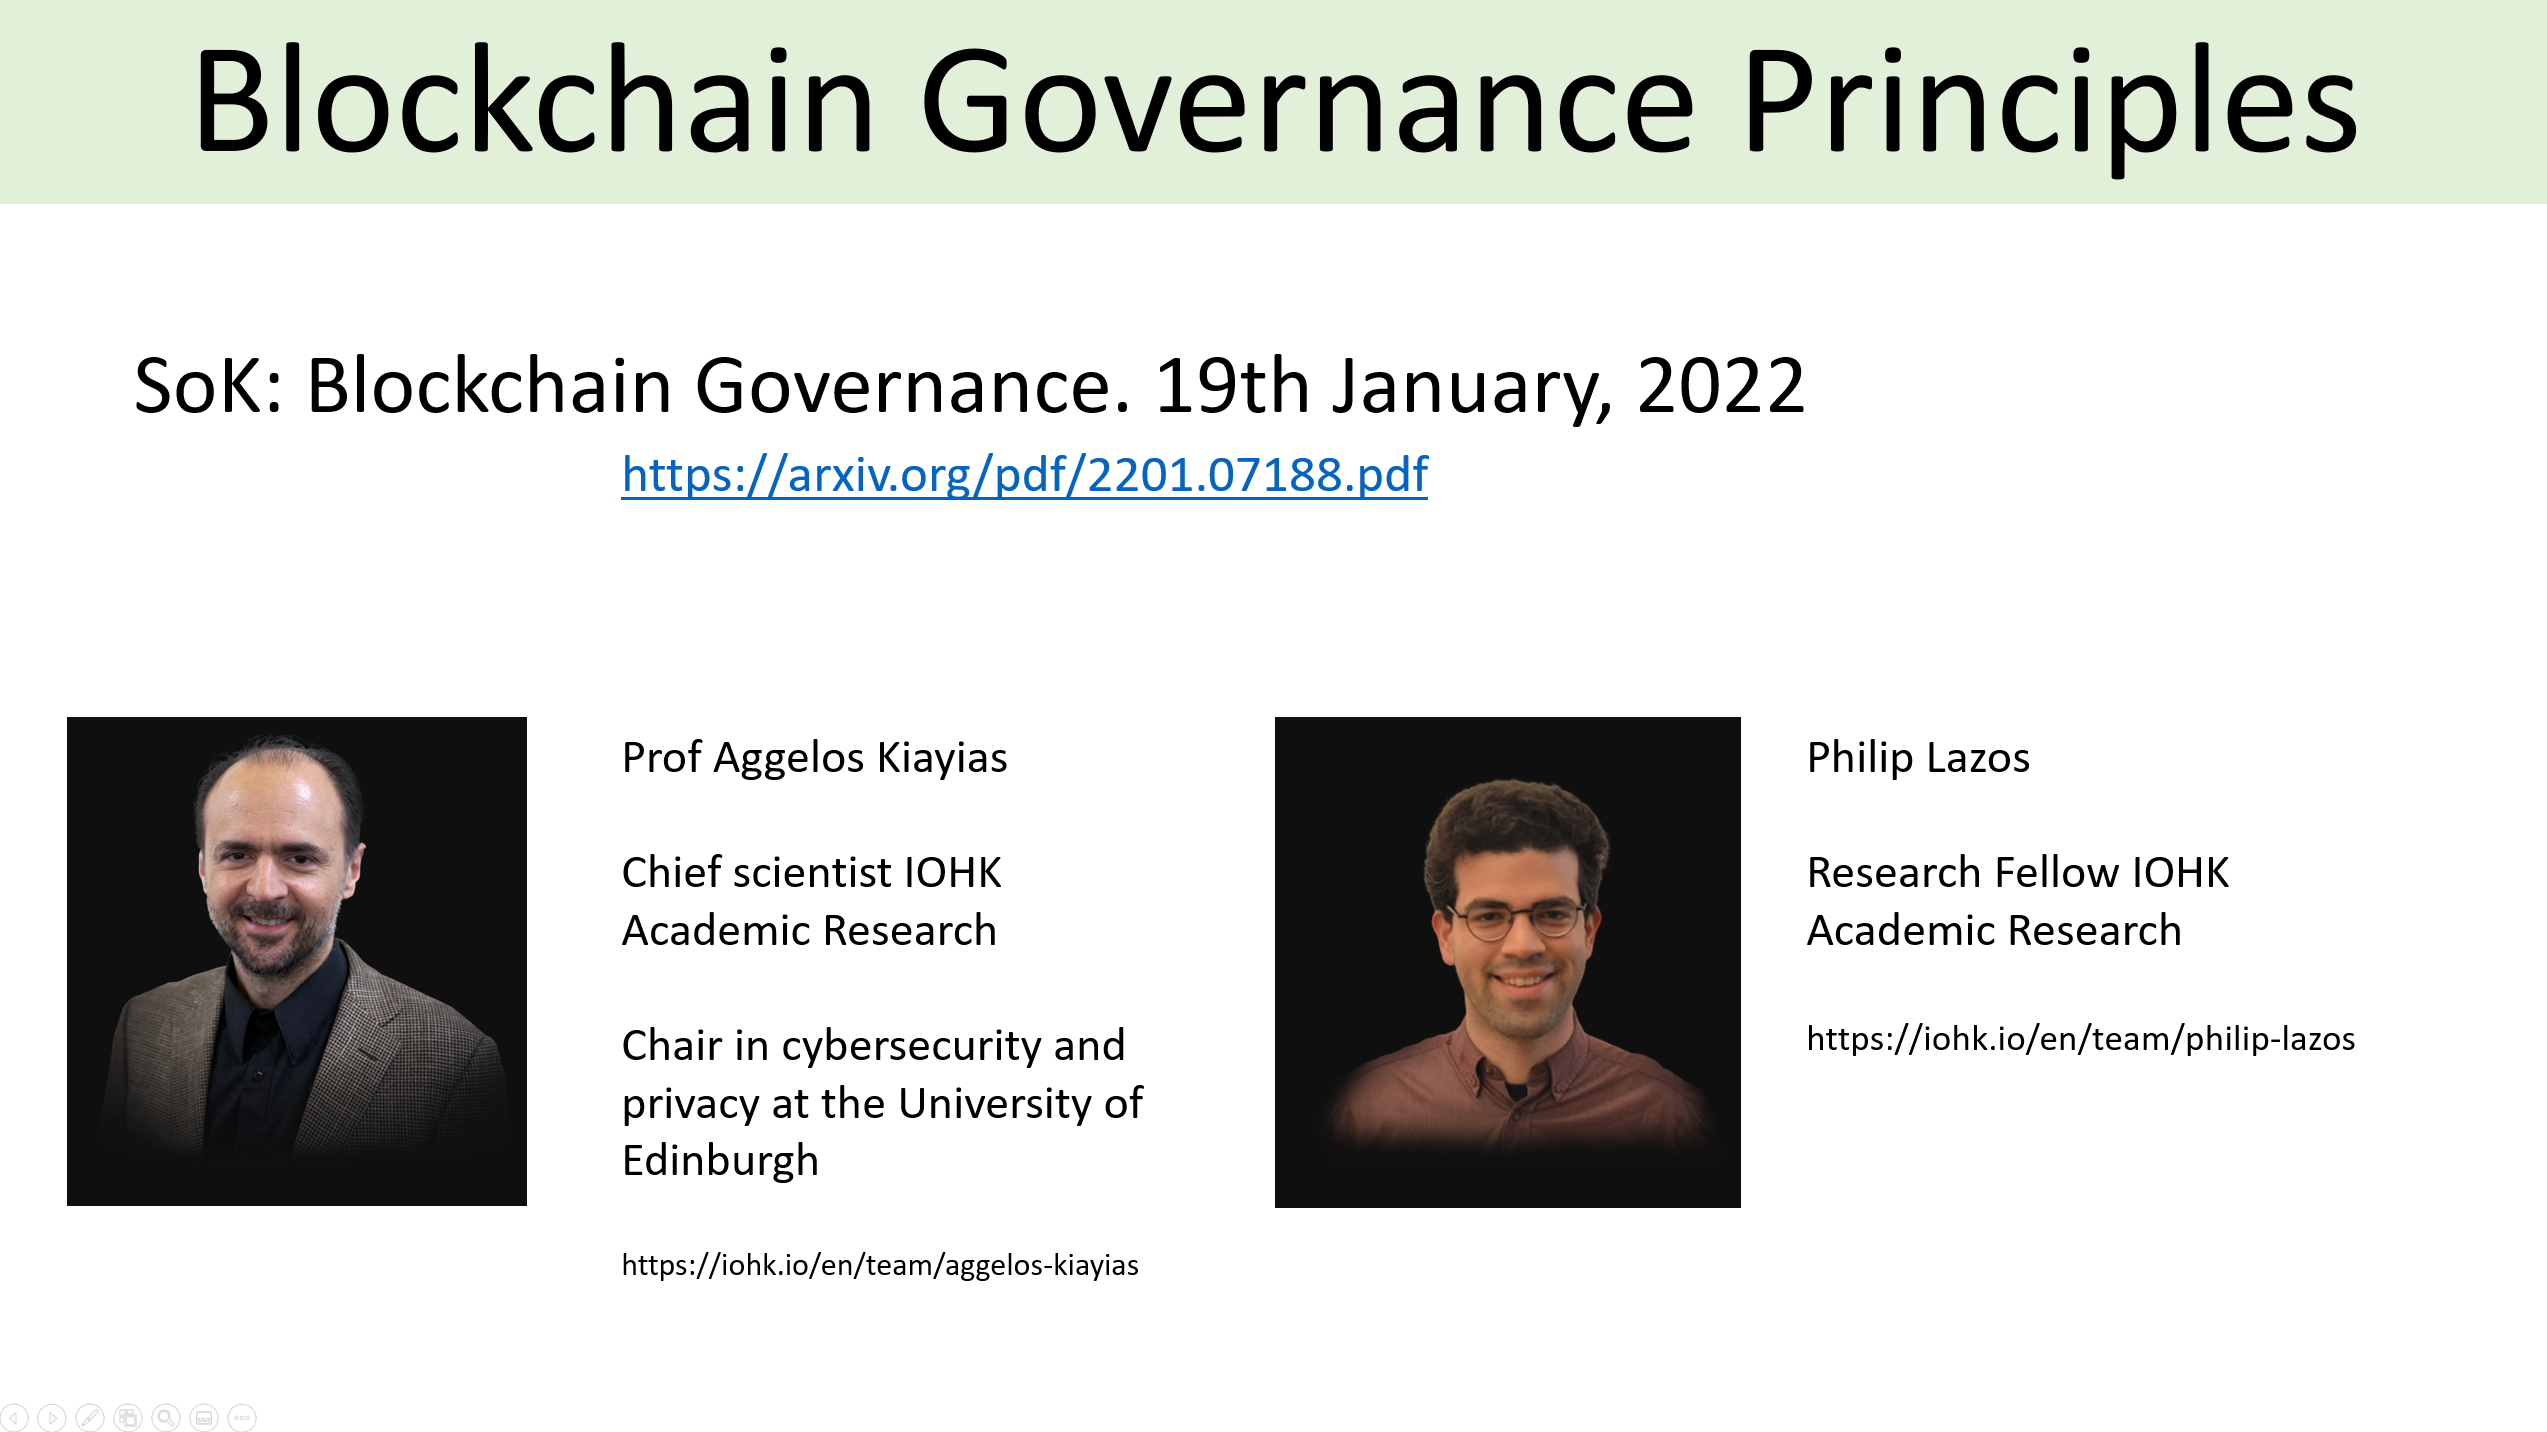 Blockchain Governance Principles
SoK: Blockchain Governance. 19th January, 2022
https://arxiv.org/pdf/2201.07188.pdf
Prof Aggelos Kiayias
Chief scientist IOHK
Academic Research
Chair in cybersecurity and
privacy at the University of
Edinburgh
https://iohk.io/en/team/aggelos-kiayias
Philip Lazos
Research Fellow IOHK
Academic Research
https://iohk.io/en/team/philip-lazos